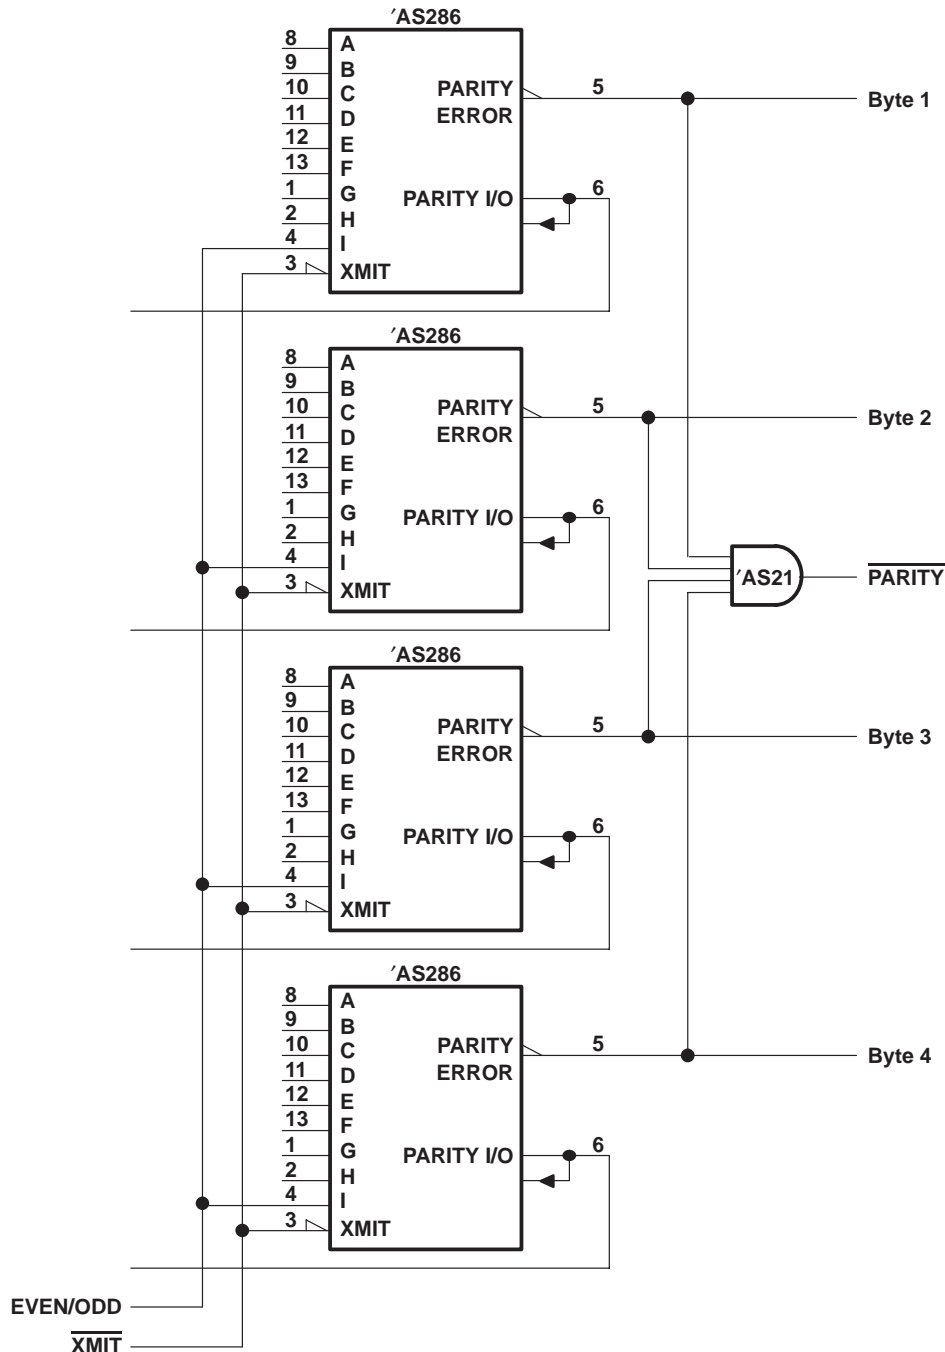 ′AS286
8 A
9 B
10 C
11 D
12 E
13 F
1 G
2 H
4 I
3 XMIT
PARITY
ERROR
5
Byte 1
PARITY I/O
6
′AS286
8 A
9 B
10 C
11 D
12 E
13 F
1 G
2 H
4 I
3 XMIT
PARITY
ERROR
5
Byte 2
PARITY I/O
6
′AS21
PARITY
′AS286
8 A
9 B
10 C
11 D
12 E
13 F
1 G
2 H
4 I
3 XMIT
PARITY
ERROR
5
Byte 3
PARITY I/O
6
′AS286
8 A
9 B
10 C
11 D
12 E
13 F
1 G
2 H
4 I
3 XMIT
PARITY
ERROR
5
Byte 4
PARITY I/O
6
EVEN/ODD
XMIT